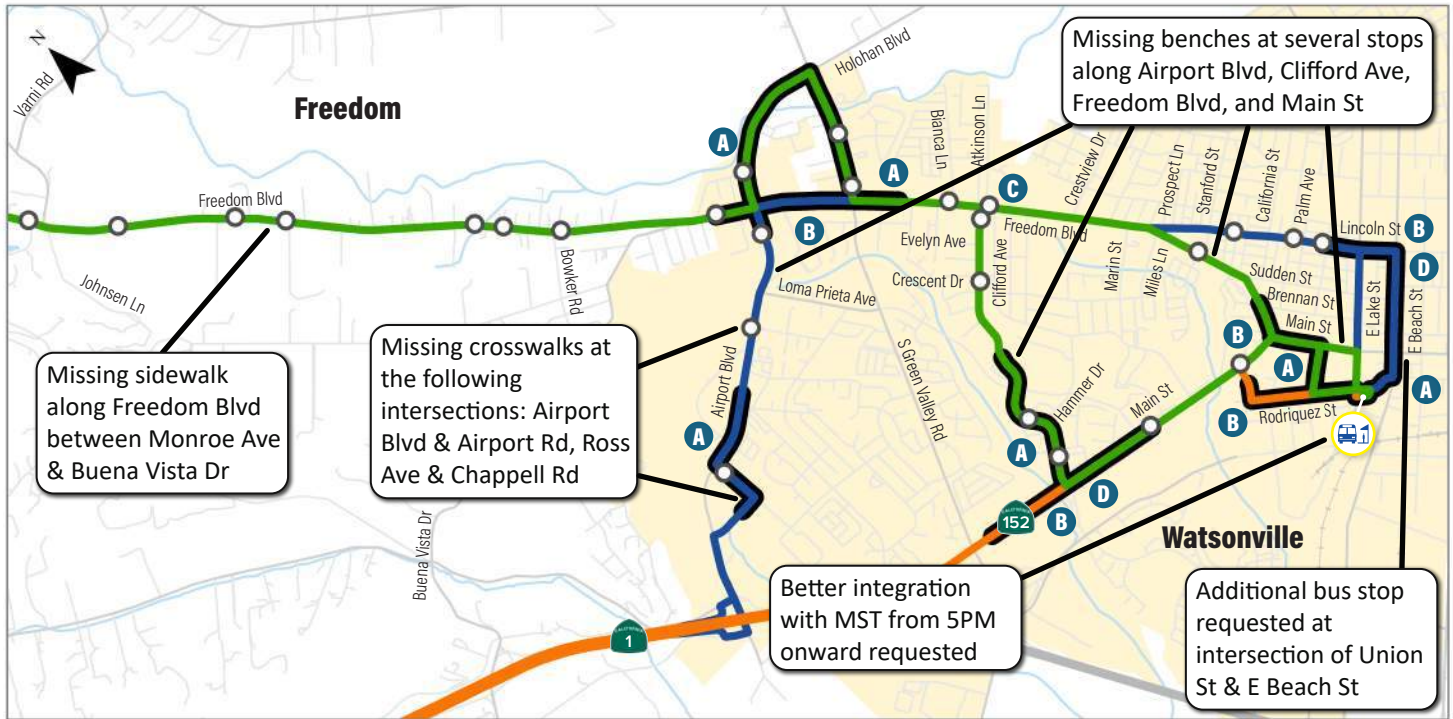 N
Varni Rd
Freedom
Holohan Blvd
Missing benches at several stops
along Airport Blvd, Clifford Ave,
Freedom Blvd, and Main St
A
A
Bianca Ln
Atkinson Ln
C
Crestview Dr
Prospect Ln
Stanford St
California St
Palm Ave
Lincoln St
B
Freedom Blvd
B
Evelyn Ave
Freedom Blvd
D
Johnsen Ln
Bowker Rd
Crescent Dr
Clifford Ave
Marin St
Miles Ln
Sudden St
Brennan St
Main St
E Lake St
E Beach St
Loma Prieta Ave
B
A
A
Missing sidewalk
along Freedom Blvd
between Monroe Ave
& Buena Vista Dr
Missing crosswalks at
the following
intersections: Airport
Blvd & Airport Rd, Ross
Ave & Chappell Rd
Airport Blvd
S Green Valley Rd
Hammer Dr
Main St
B
Rodriquez St
A
A
D
B
CALIFORNIA
152
Buena Vista Dr
Watsonville
Better integration
with MST from 5PM
onward requested
Additional bus stop
requested at
intersection of Union
St & E Beach St
CALIFORNIA
1